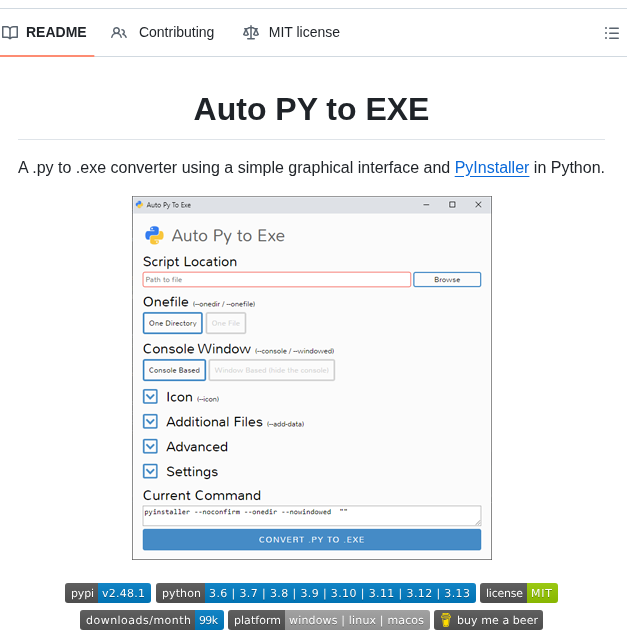 README Contributing MIT license
Auto PY to EXE
A .py to .exe converter using a simple graphical interface and PyInstaller in Python.
Auto Py To Exe
Auto Py to Exe
Script Location
Path to file Browse
Onefile (--onedir / --onefile)
One Directory One File
Console Window (--console / --windowed)
Console Based Window Based (hide the console)
Icon (--icon)
Additional Files (--add-data)
Advanced
Settings
Current Command
pyinstaller --noconfirm --onedir --nowindowed ""
CONVERT .PY TO .EXE
pypi v2.48.1 python 3.6 | 3.7 | 3.8 | 3.9 | 3.10 | 3.11 | 3.12 | 3.13 license MIT
downloads/month 99k platform windows | linux | macos buy me a beer